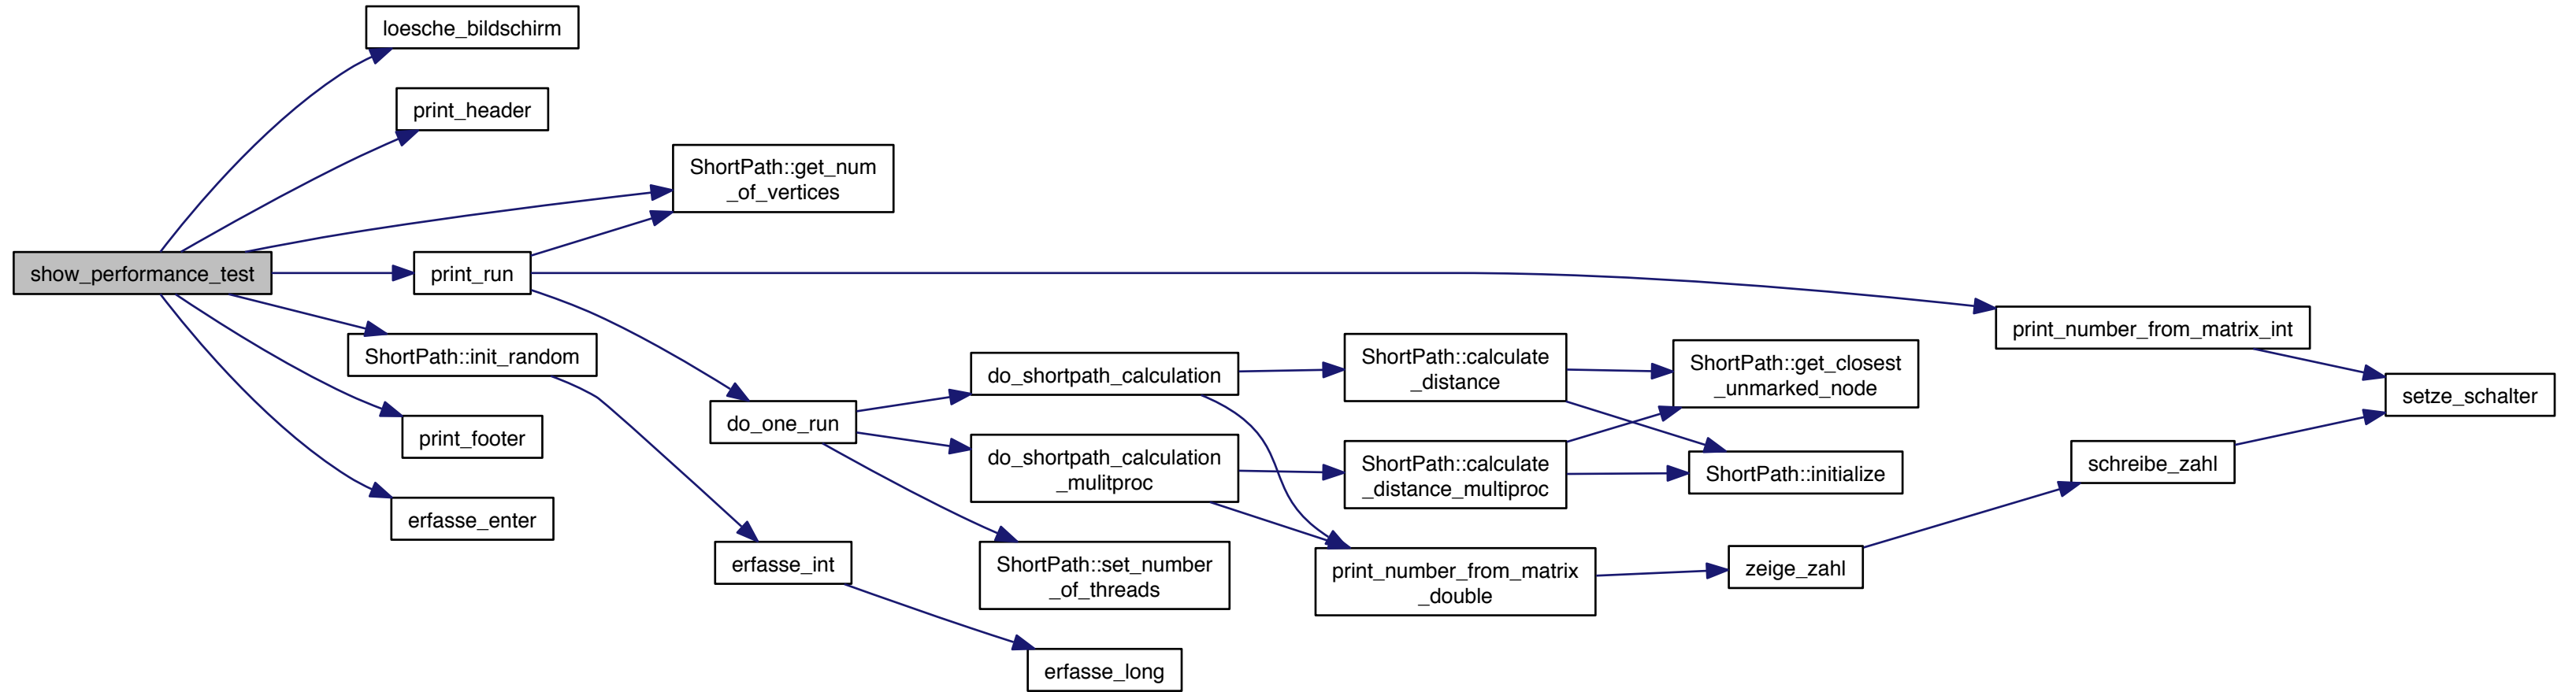 loesche_bildschirm
print_header
ShortPath::get_num
_of_vertices
show_performance_test
print_run
ShortPath::init_random
print_footer
erfasse_enter
do_one_run
erfasse_int
erfasse_long
do_shortpath_calculation
do_shortpath_calculation
_mulitproc
ShortPath::set_number
_of_threads
ShortPath::calculate
_distance
ShortPath::calculate
_distance_multiproc
print_number_from_matrix
_double
ShortPath::get_closest
_unmarked_node
ShortPath::initialize
zeige_zahl
print_number_from_matrix_int
schreibe_zahl
setze_schalter